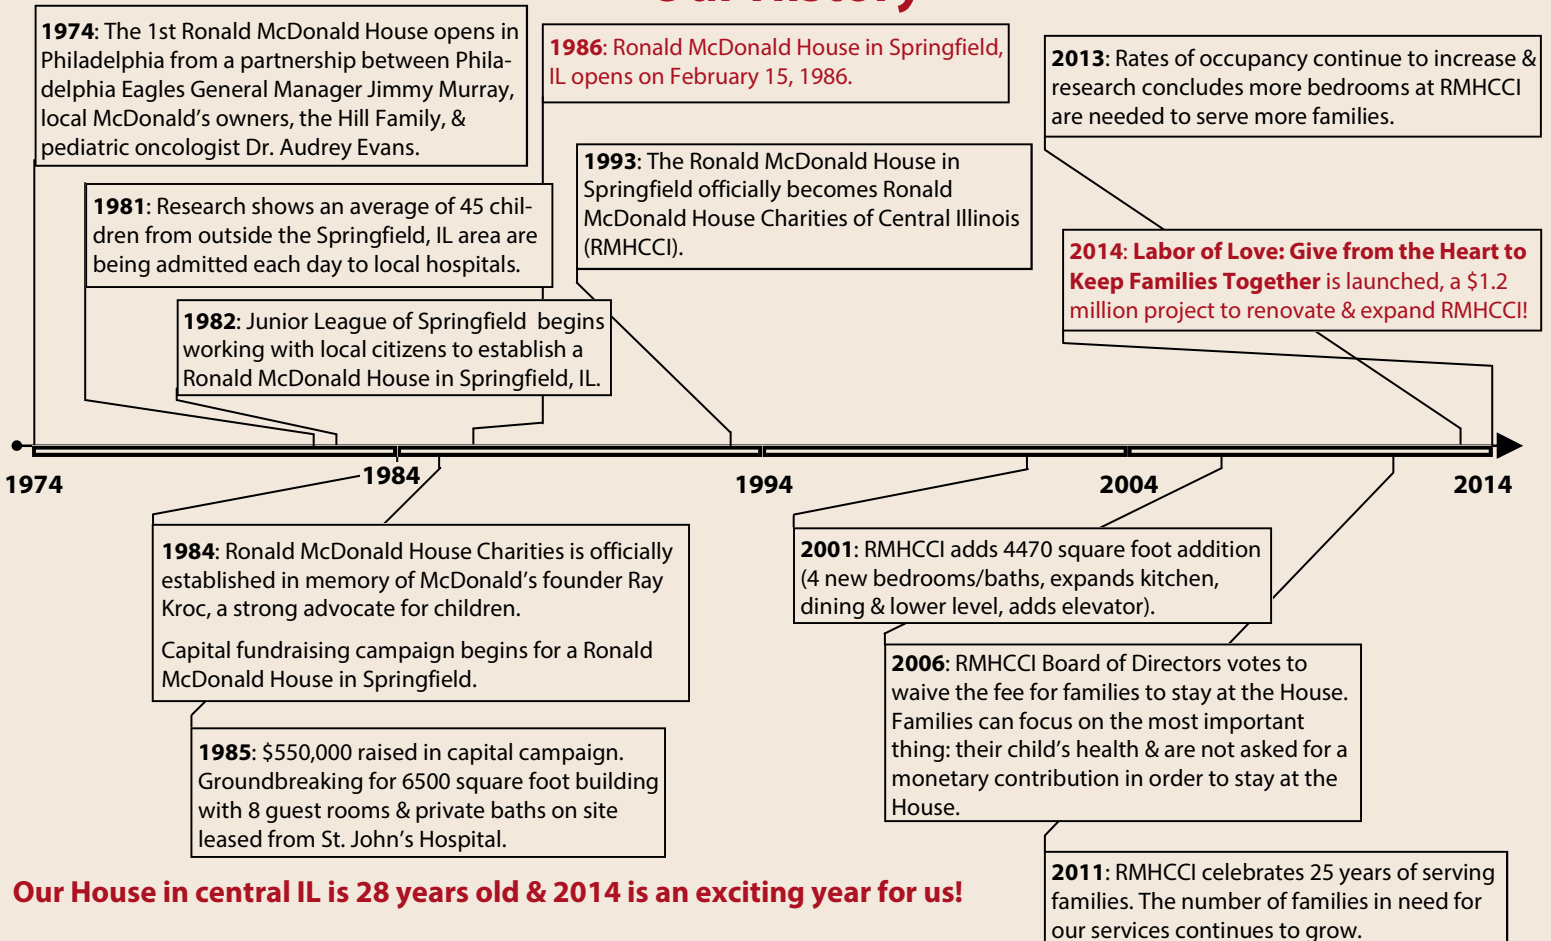 Our History
1974: The 1st Ronald McDonald House opens in
Philadelphia from a partnership between Phila-
delphia Eagles General Manager Jimmy Murray,
local McDonald's owners, the Hill Family, &
pediatric oncologist Dr. Audrey Evans.
1986: Ronald McDonald House in Springfield,
IL opens on February 15, 1986.
2013: Rates of occupancy continue to increase &
research concludes more bedrooms at RMHCCI
are needed to serve more families.
1981: Research shows an average of 45 chil-
dren from outside the Springfield, IL area are
being admitted each day to local hospitals.
1993: The Ronald McDonald House in
Springfield officially becomes Ronald
McDonald House Charities of Central Illinois
(RMHCCI).
2014: Labor of Love: Give from the Heart to
Keep Families Together is launched, a $1.2
million project to renovate & expand RMHCCI!
1982: Junior League of Springfield  begins
working with local citizens to establish a
Ronald McDonald House in Springfield, IL.
1974
1984
1994
2004
2014
1984: Ronald McDonald House Charities is officially
established in memory of McDonald's founder Ray
Kroc, a strong advocate for children.
Capital fundraising campaign begins for a Ronald
McDonald House in Springfield.
2001: RMHCCI adds 4470 square foot addition
(4 new bedrooms/baths, expands kitchen,
dining & lower level, adds elevator).
2006: RMHCCI Board of Directors votes to
waive the fee for families to stay at the House.
Families can focus on the most important
thing: their child's health & are not asked for a
monetary contribution in order to stay at the
House.
1985: $550,000 raised in capital campaign.
Groundbreaking for 6500 square foot building
with 8 guest rooms & private baths on site
leased from St. John's Hospital.
2011: RMHCCI celebrates 25 years of serving
families. The number of families in need for
our services continues to grow.
Our House in central IL is 28 years old & 2014 is an exciting year for us!